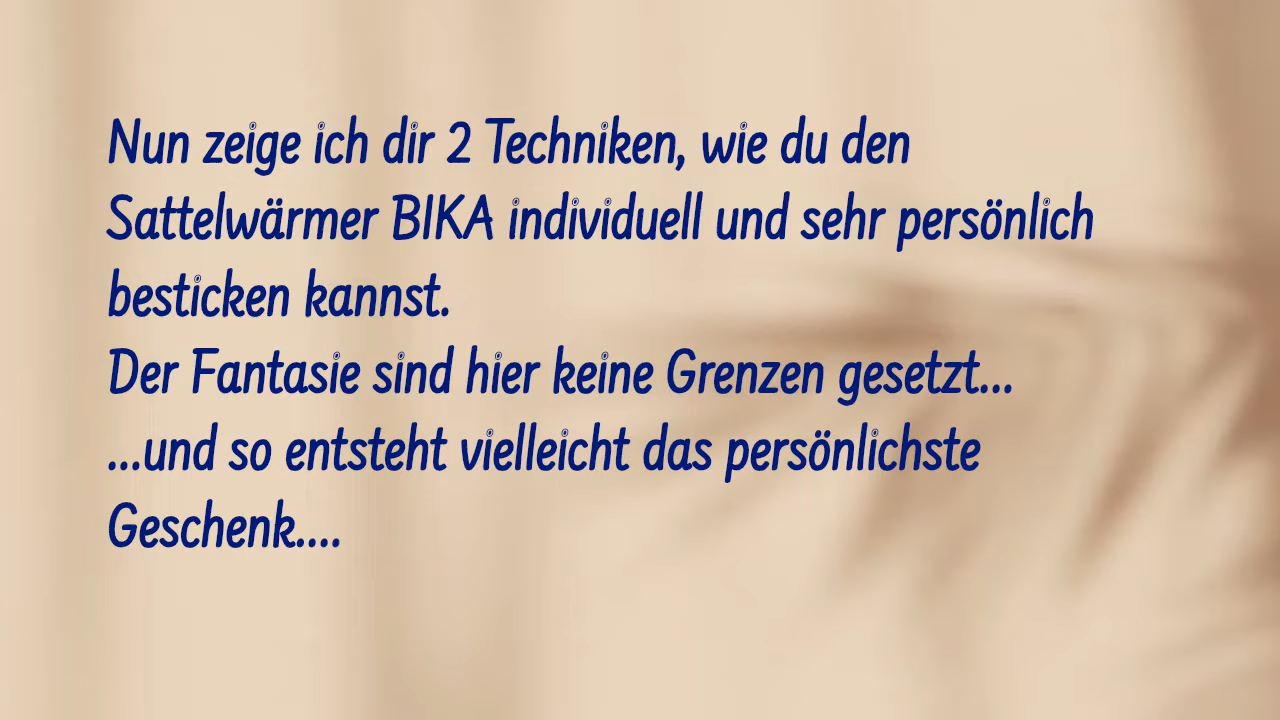 Nun zeige ich dir 2 Techniken, wie du den
Sattelwärmer BIKA individuell und sehr persönlich
besticken kannst.
Der Fantasie sind hier keine Grenzen gesetzt...
...und so entsteht vielleicht das persönlichste
Geschenk....